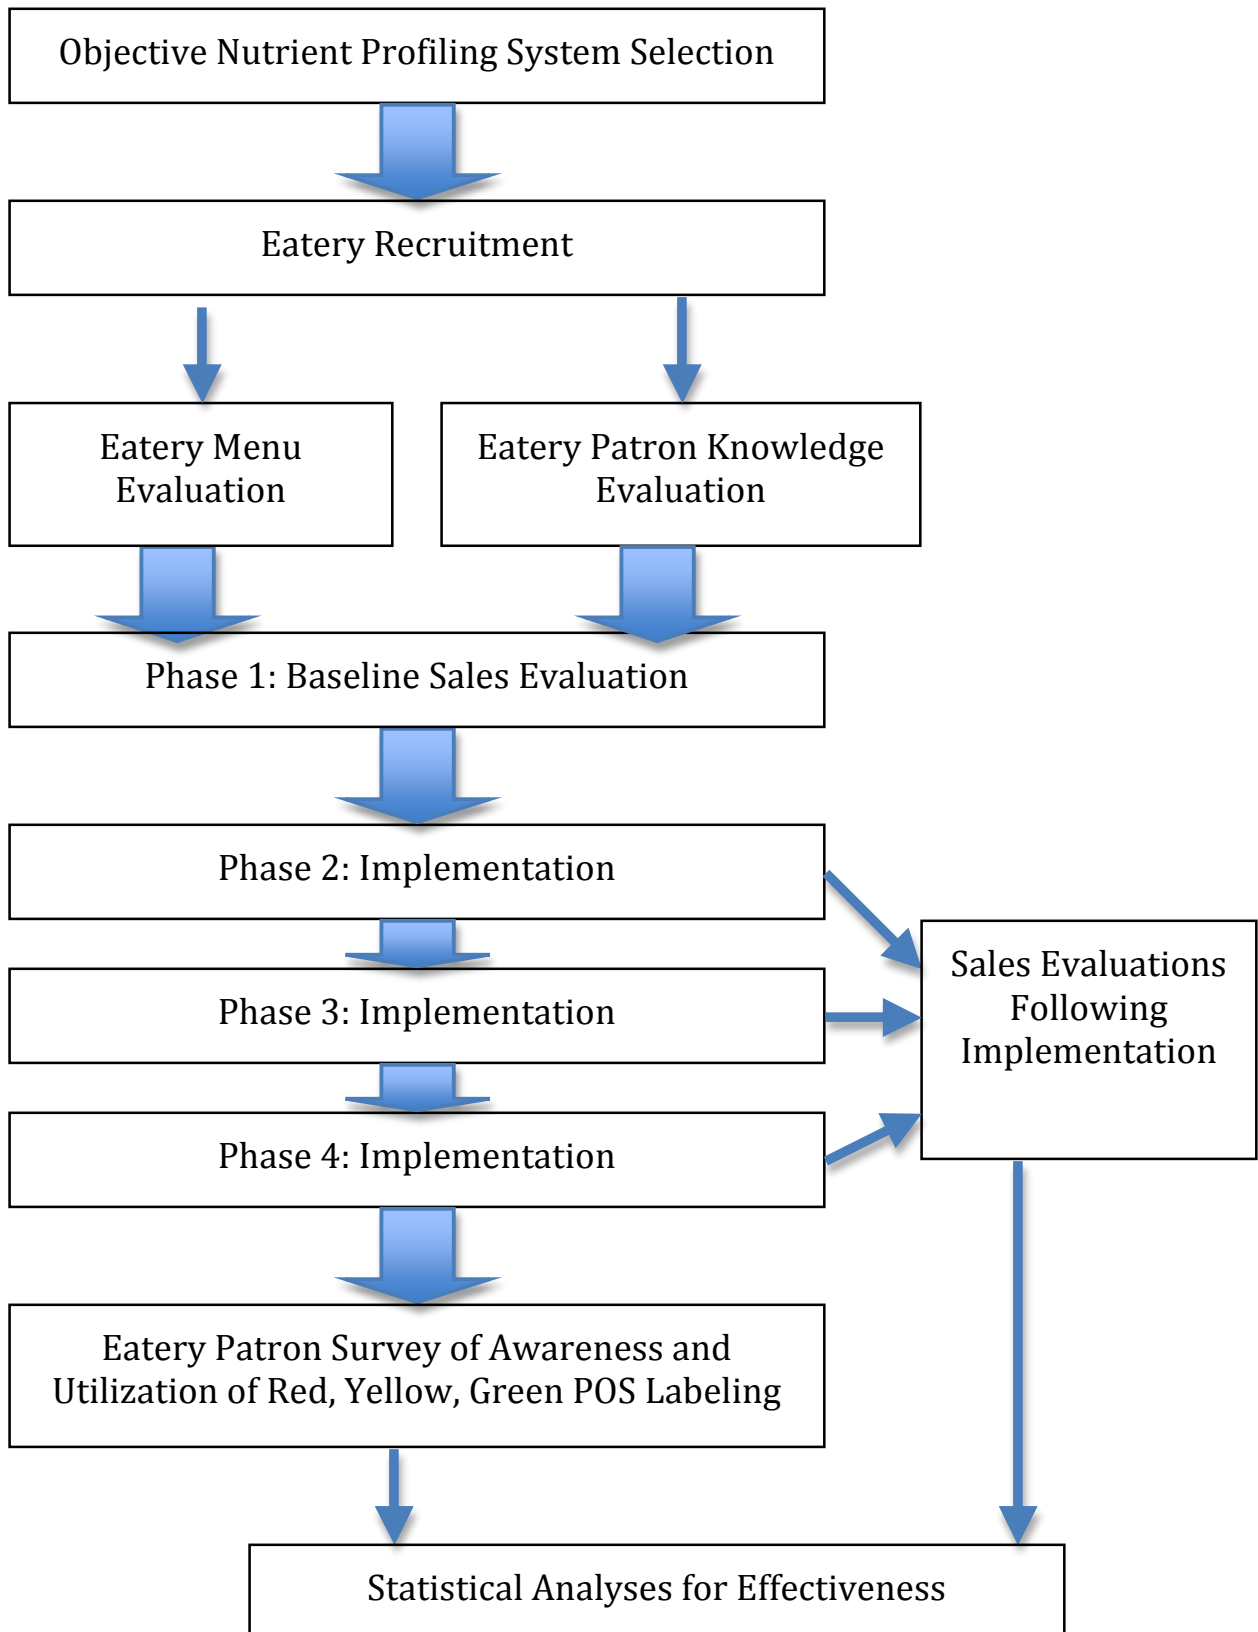 Objective Nutrient Profiling System Selection
Eatery Recruitment
Eatery Menu
Evaluation
Eatery Patron Knowledge
Evaluation
Phase 1: Baseline Sales Evaluation
Phase 2: Implementation
Sales Evaluations
Following
Implementation
Phase 3: Implementation
Phase 4: Implementation
Eatery Patron Survey of Awareness and
Utilization of Red, Yellow, Green POS Labeling
Statistical Analyses for Effectiveness